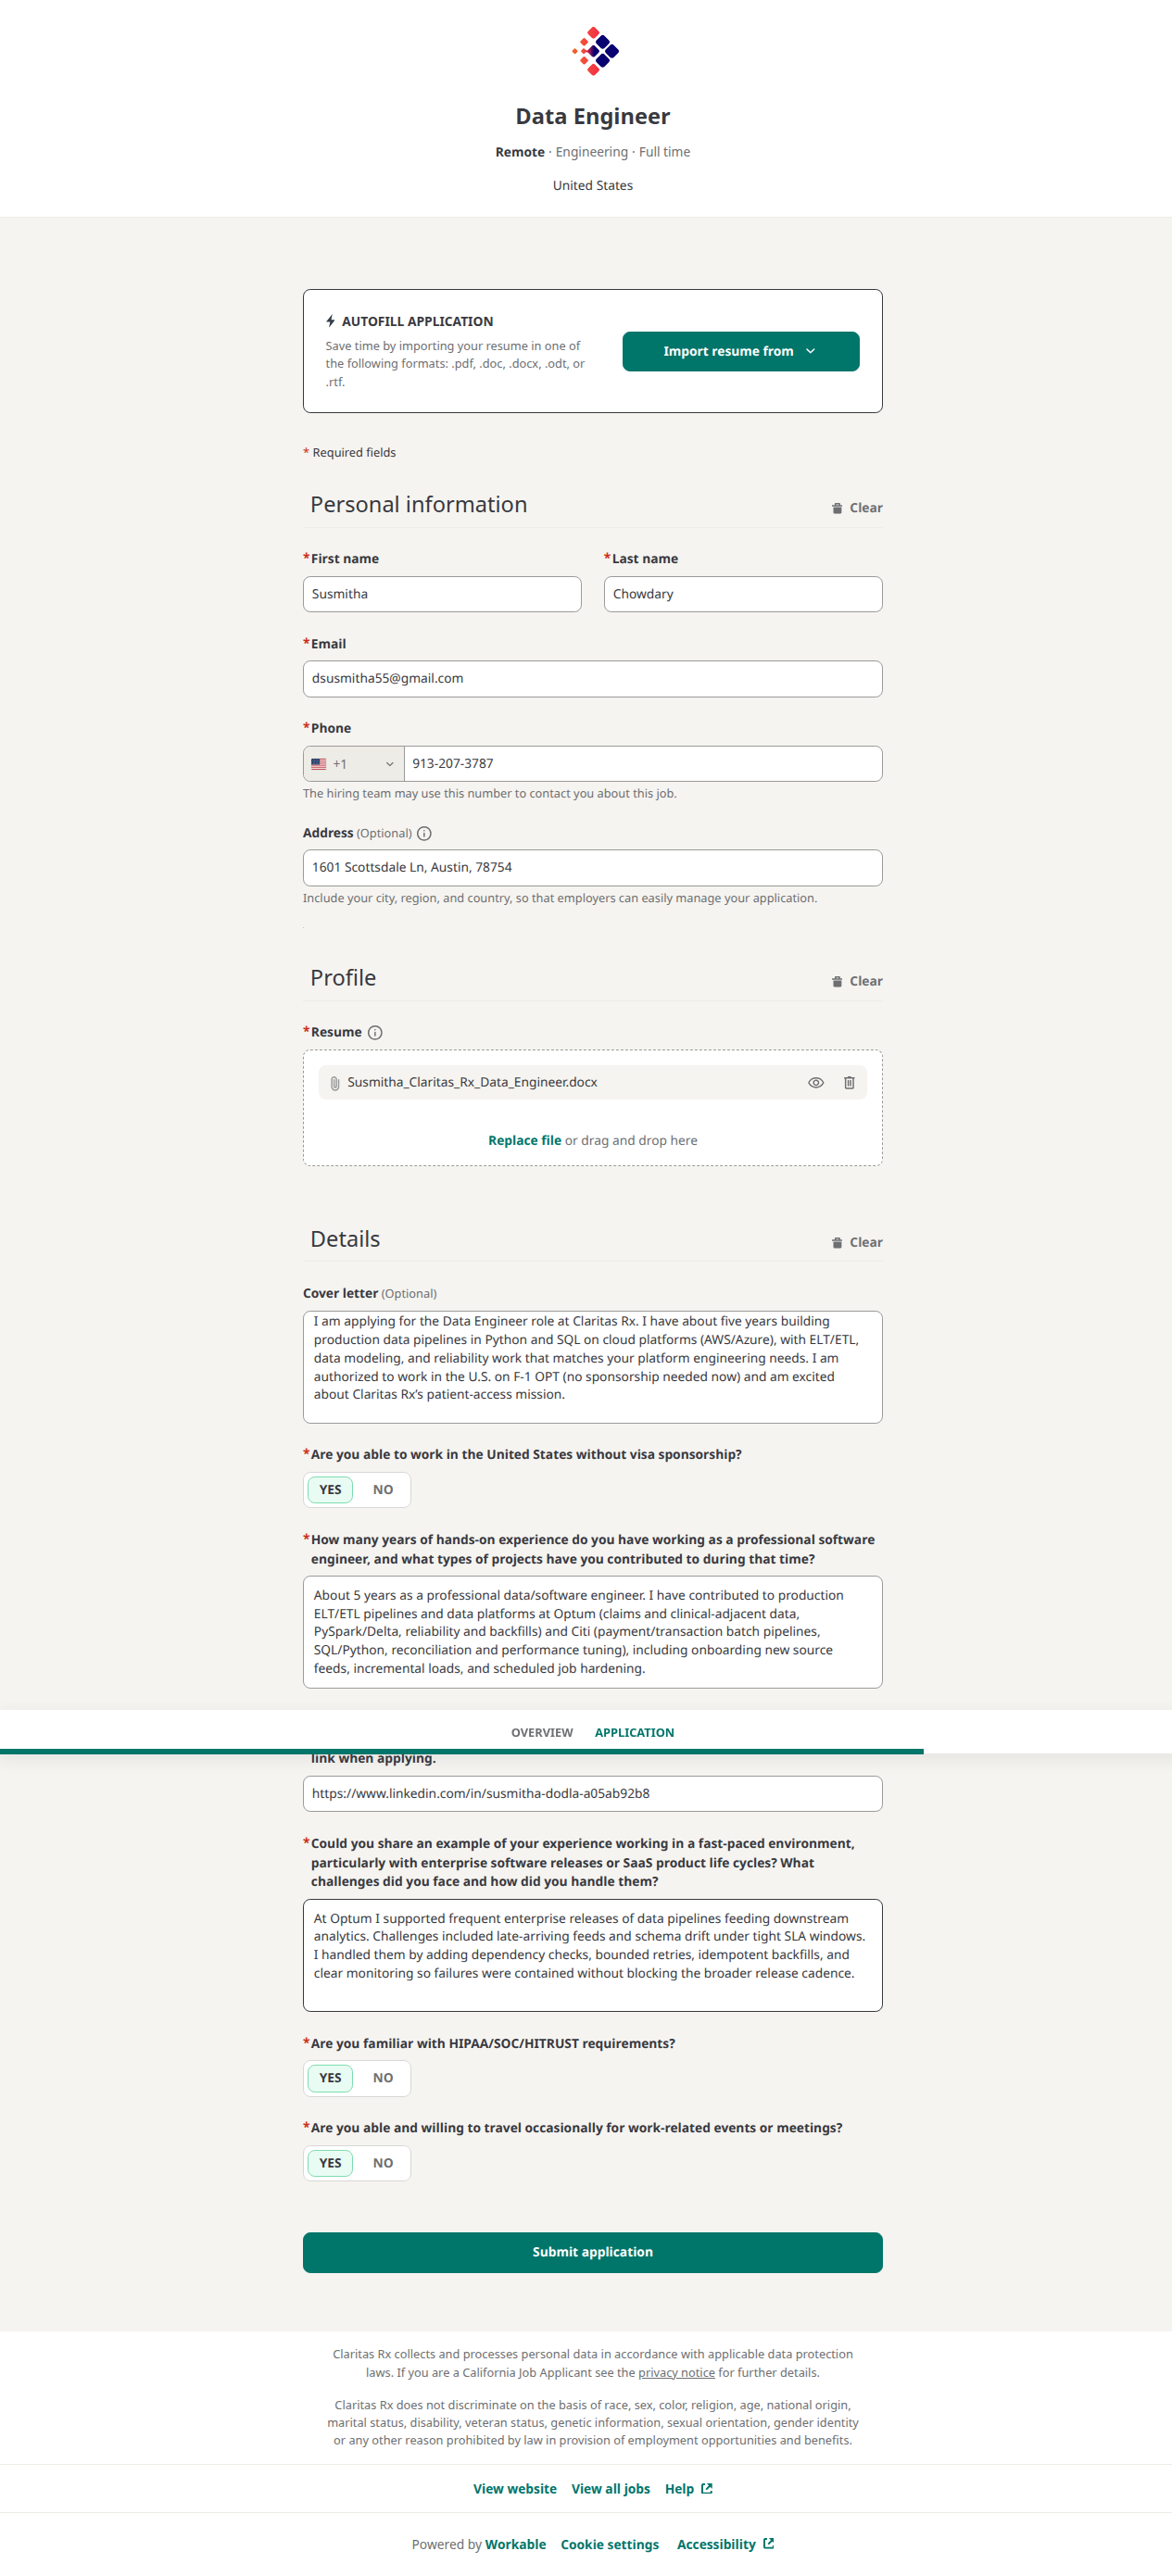 Data Engineer
Remote · Engineering · Full time
United States
AUTOFILL APPLICATION
Save time by importing your resume in one of
the following formats: .pdf, .doc, .docx, .odt, or
.rtf.
Import resume from
* Required fields
Personal information
Clear
*First name
*Last name
Susmitha
Chowdary
*Email
dsusmitha55@gmail.com
*Phone
+1
913-207-3787
The hiring team may use this number to contact you about this job.
Address (Optional)
1601 Scottsdale Ln, Austin, 78754
Include your city, region, and country, so that employers can easily manage your application.
Profile
Clear
*Resume
Susmitha_Claritas_Rx_Data_Engineer.docx
Replace file or drag and drop here
Details
Clear
Cover letter (Optional)
I am applying for the Data Engineer role at Claritas Rx. I have about five years building
production data pipelines in Python and SQL on cloud platforms (AWS/Azure), with ELT/ETL,
data modeling, and reliability work that matches your platform engineering needs. I am
authorized to work in the U.S. on F-1 OPT (no sponsorship needed now) and am excited
about Claritas Rx’s patient-access mission.
*Are you able to work in the United States without visa sponsorship?
YES NO
*How many years of hands-on experience do you have working as a professional software
engineer, and what types of projects have you contributed to during that time?
About 5 years as a professional data/software engineer. I have contributed to production
ELT/ETL pipelines and data platforms at Optum (claims and clinical-adjacent data,
PySpark/Delta, reliability and backfills) and Citi (payment/transaction batch pipelines,
SQL/Python, reconciliation and performance tuning), including onboarding new source
feeds, incremental loads, and scheduled job hardening.
OVERVIEW APPLICATION
link when applying.
https://www.linkedin.com/in/susmitha-dodla-a05ab92b8
*Could you share an example of your experience working in a fast-paced environment,
particularly with enterprise software releases or SaaS product life cycles? What
challenges did you face and how did you handle them?
At Optum I supported frequent enterprise releases of data pipelines feeding downstream
analytics. Challenges included late-arriving feeds and schema drift under tight SLA windows.
I handled them by adding dependency checks, bounded retries, idempotent backfills, and
clear monitoring so failures were contained without blocking the broader release cadence.
*Are you familiar with HIPAA/SOC/HITRUST requirements?
YES NO
*Are you able and willing to travel occasionally for work-related events or meetings?
YES NO
Submit application
Claritas Rx collects and processes personal data in accordance with applicable data protection
laws. If you are a California Job Applicant see the privacy notice for further details.
Claritas Rx does not discriminate on the basis of race, sex, color, religion, age, national origin,
marital status, disability, veteran status, genetic information, sexual orientation, gender identity
or any other reason prohibited by law in provision of employment opportunities and benefits.
View website View all jobs Help
Powered by Workable Cookie settings Accessibility